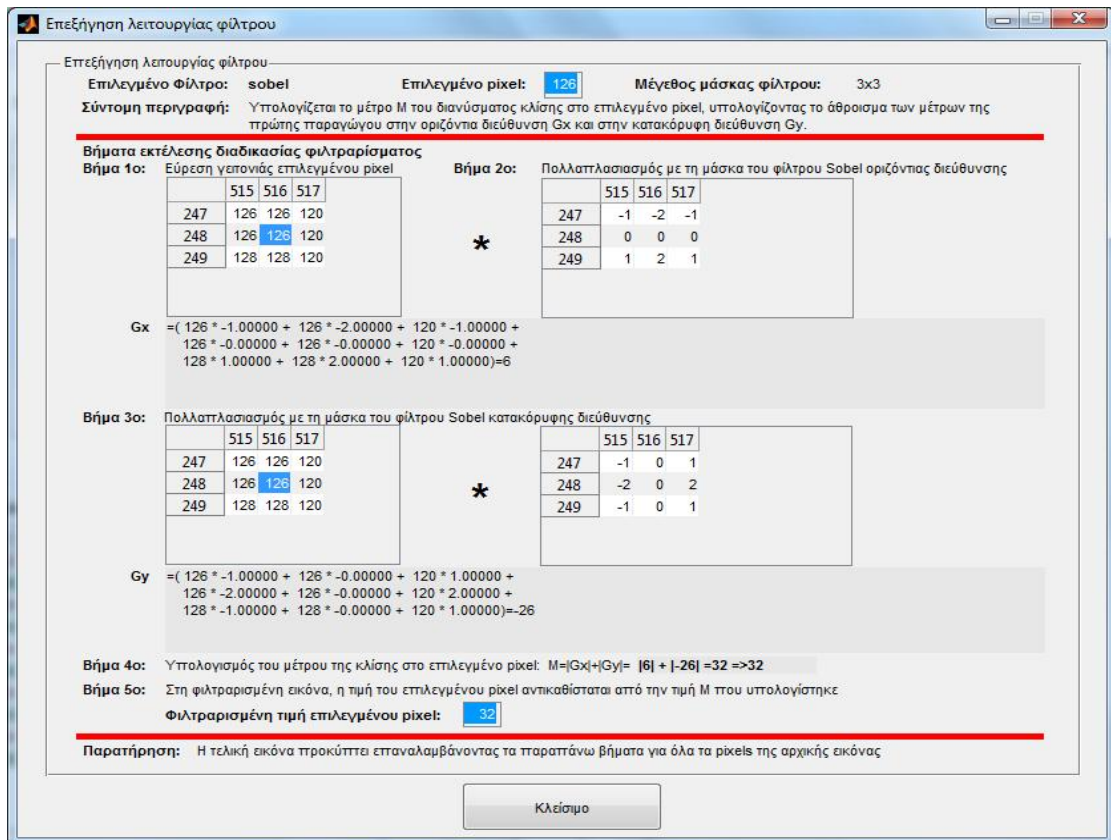 Επεξήγηση λειτουργίας φίλτρου
Επεξήγηση λειτουργίας φίλτρου
Επιλεγμένο Φίλτρο: sobel Επιλεγμένο pixel: 126 Μέγεθος μάσκας φίλτρου: 3x3
Σύντομη περιγραφή: Υπολογίζεται το μέτρο Μ του διανύσματος κλίσης στο επιλεγμένο pixel, υπολογίζοντας το άθροισμα των μέτρων της
πρώτης παραγώγου στην οριζόντια διεύθυνση Gx και στην κατακόρυφη διεύθυνση Gy.
Βήματα εκτέλεσης διαδικασίας φιλτραρίσματος
Βήμα 1ο: Εύρεση γειτονιάς επιλεγμένου pixel Βήμα 2ο: Πολλαπλασιασμός με τη μάσκα του φίλτρου Sobel οριζόντιας διεύθυνσης
515 516 517 515 516 517
247 126 126 120 247 -1 -2 -1
248 126 126 120 * 248 0 0 0
249 128 128 120 249 1 2 1
Gx =( 126 * -1.00000 + 126 * -2.00000 + 120 * -1.00000 +
126 * -0.00000 + 126 * -0.00000 + 120 * -0.00000 +
128 * 1.00000 + 128 * 2.00000 + 120 * 1.00000)=6
Βήμα 3ο: Πολλαπλασιασμός με τη μάσκα του φίλτρου Sobel κατακόρυφης διεύθυνσης
515 516 517 515 516 517
247 126 126 120 247 -1 0 1
248 126 126 120 * 248 -2 0 2
249 128 128 120 249 -1 0 1
Gy =( 126 * -1.00000 + 126 * -0.00000 + 120 * 1.00000 +
126 * -2.00000 + 126 * -0.00000 + 120 * 2.00000 +
128 * -1.00000 + 128 * -0.00000 + 120 * 1.00000)=-26
Βήμα 4ο: Υπολογισμός του μέτρου της κλίσης στο επιλεγμένο pixel: M=|Gx|+|Gy|= |6| + |-26| =32 =>32
Βήμα 5ο: Στη φιλτραρισμένη εικόνα, η τιμή του επιλεγμένου pixel αντικαθίσταται από την τιμή Μ που υπολογίστηκε
Φιλτραρισμένη τιμή επιλεγμένου pixel: 32
Παρατήρηση: Η τελική εικόνα προκύπτει επαναλαμβάνοντας τα παραπάνω βήματα για όλα τα pixels της αρχικής εικόνας
Κλείσιμο